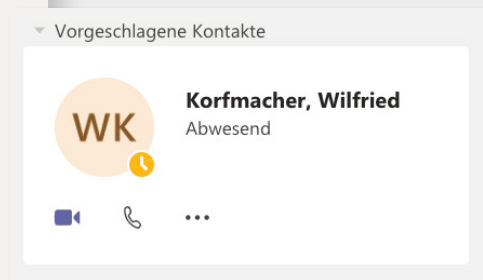 Vorgeschlagene Kontakte
WK
Korfmacher, Wilfried
Abwesend